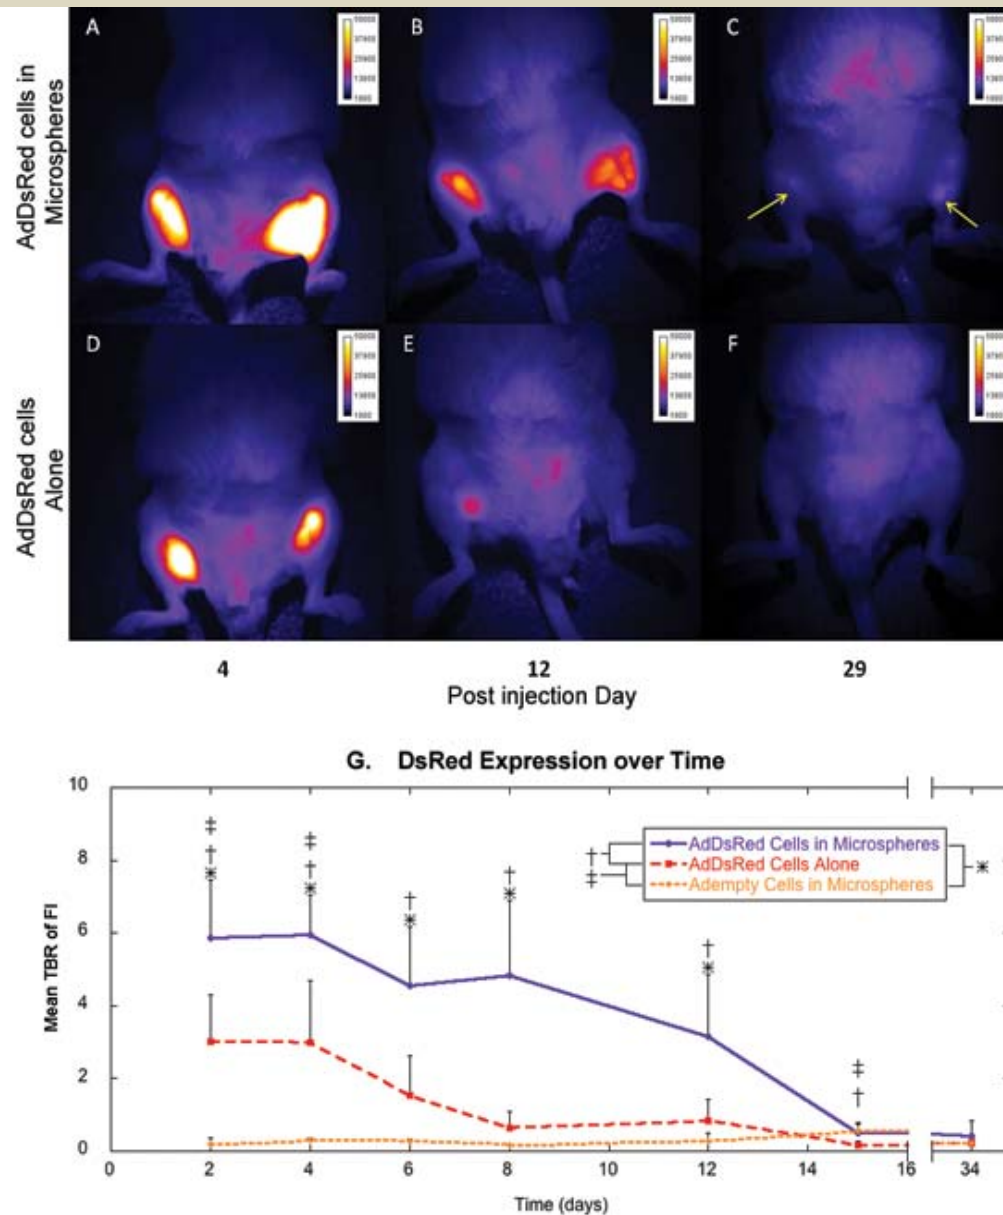 AdDsRed cells in
Microspheres
A
B
C
AdDsRed cells
Alone
D
E
F
4 12 29
Post injection Day
G. DsRed Expression over Time
Mean TBR of FI
10
8
6
4
2
0
‡ † ⁎
‡ † ⁎
† ⁎
† ⁎
† ⁎
‡ †
† ‡
AdDsRed Cells in Microspheres
AdDsRed Cells Alone
Adempty Cells in Microspheres
⁎
0 2 4 6 8 10 12 14 16 34
Time (days)